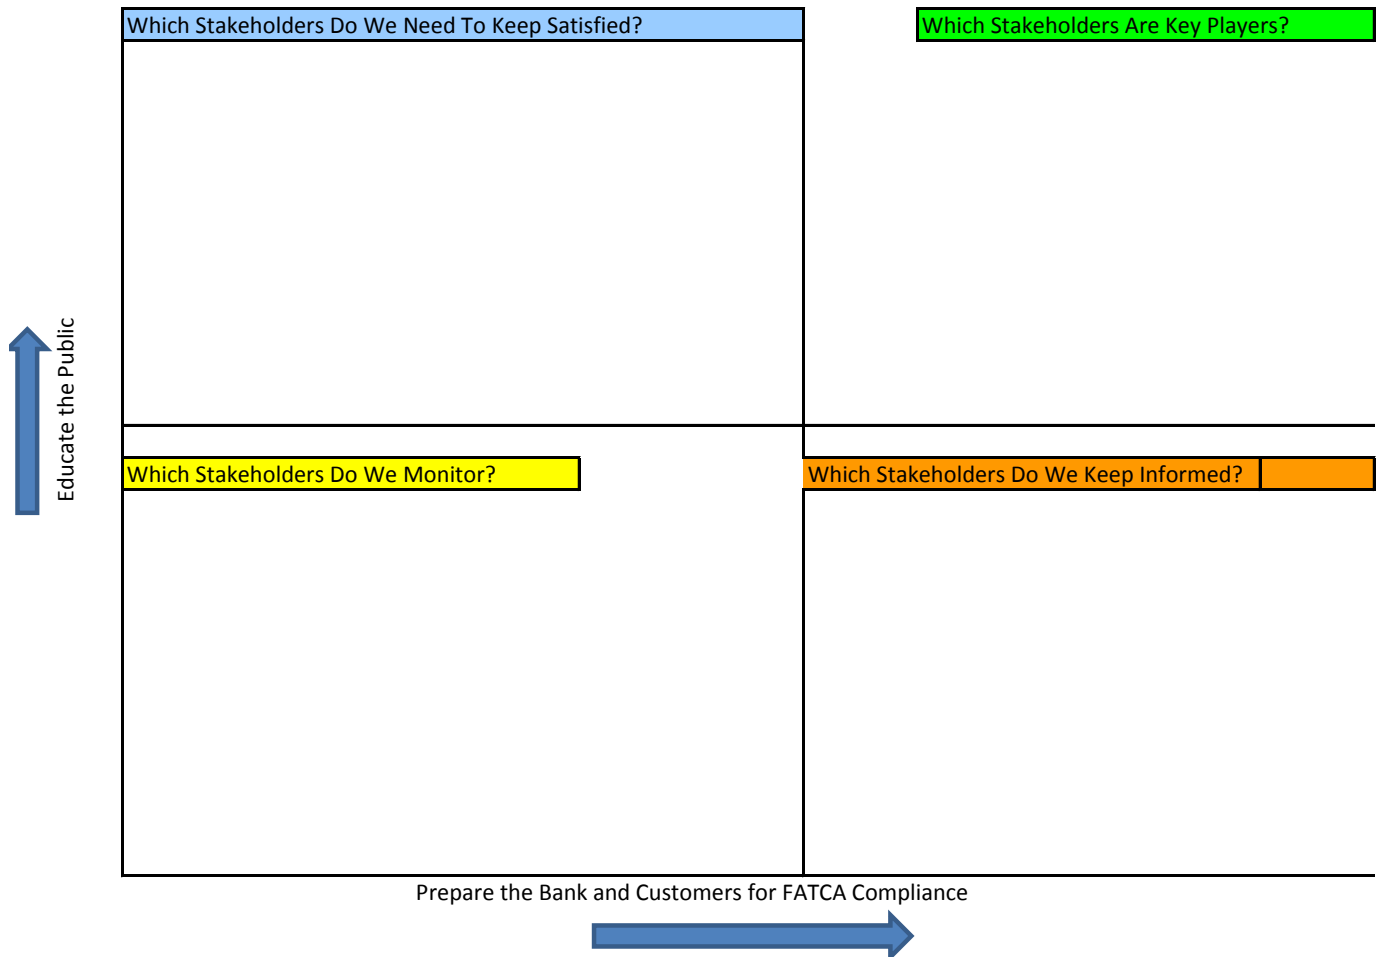 Which Stakeholders Do We Need To Keep Satisfied?
Which Stakeholders Are Key Players?
Educate the Public
Which Stakeholders Do We Monitor?
Which Stakeholders Do We Keep Informed?
Prepare the Bank and Customers for FATCA Compliance